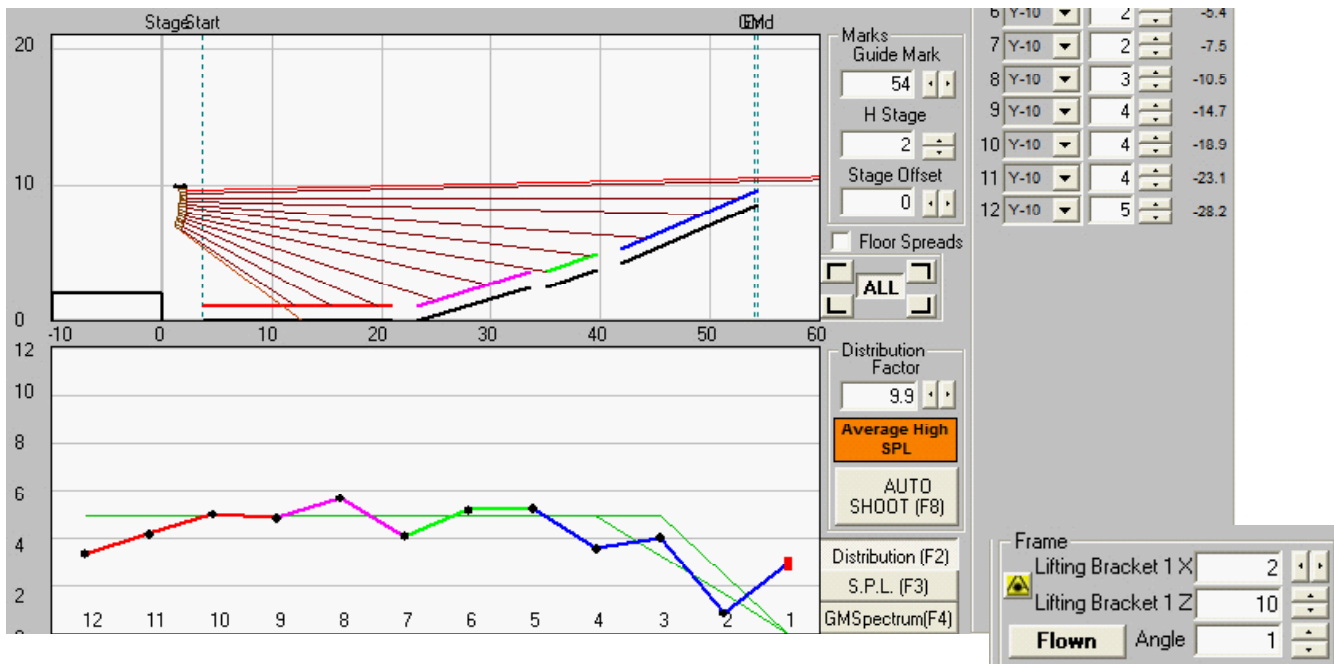 Stage Start End
20
10
0
-10 0 10 20 30 40 50 60
Marks
Guide Mark
54
H Stage
2
Stage Offset
0
Floor Spreads
ALL
6 Y-10 2 -5.4
7 Y-10 2 -7.5
8 Y-10 3 -10.5
9 Y-10 4 -14.7
10 Y-10 4 -18.9
11 Y-10 4 -23.1
12 Y-10 5 -28.2
12
10
8
6
4
2
0
12 11 10 9 8 7 6 5 4 3 2 1
Distribution
Factor
9.9
Average High
SPL
AUTO
SHOOT (F8)
Distribution (F2)
S.P.L. (F3)
GMSpectrum(F4)
Frame
Lifting Bracket 1 X 2
Lifting Bracket 1 Z 10
Flown Angle 1